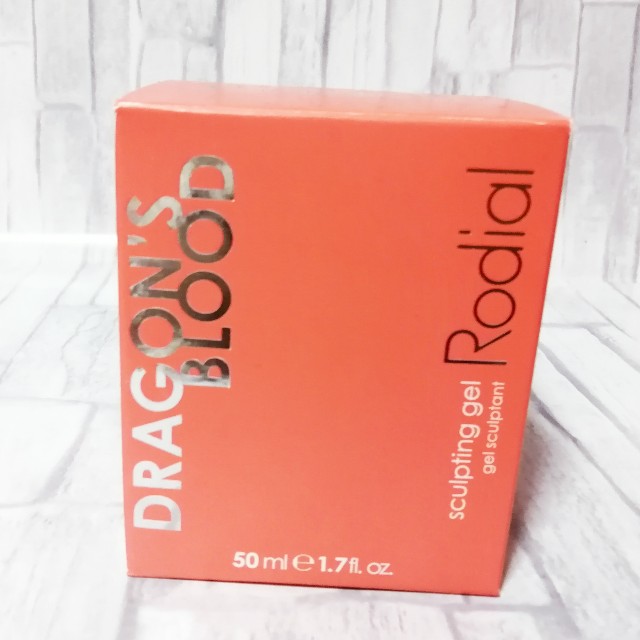 DRAGON'S
BLOOD
Rodial
sculpting gel
gel sculptant
50 ml e 1.7 fl. oz.